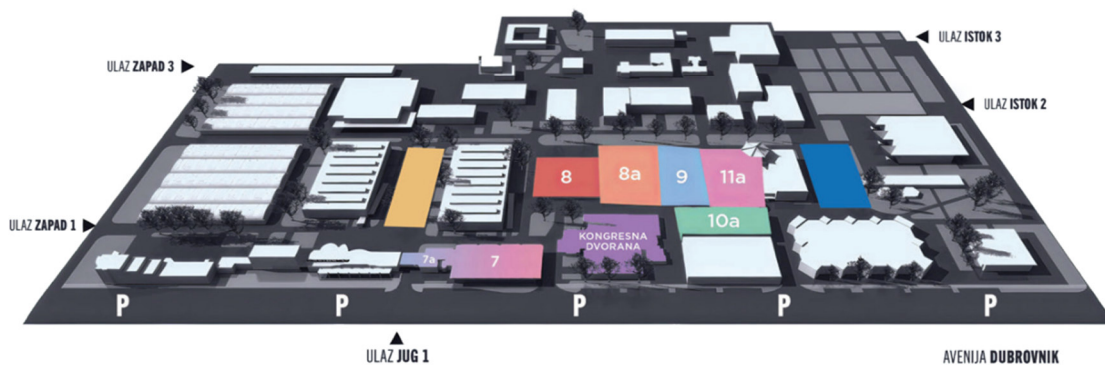 ULAZ ISTOK 3
ULAZ ZAPAD 3
ULAZ ISTOK 2
8
8a
9
11a
10a
ULAZ ZAPAD 1
KONGRESNA
DVORANA
7a
7
P P P P P
ULAZ JUG 1
AVENIJA DUBROVNIK